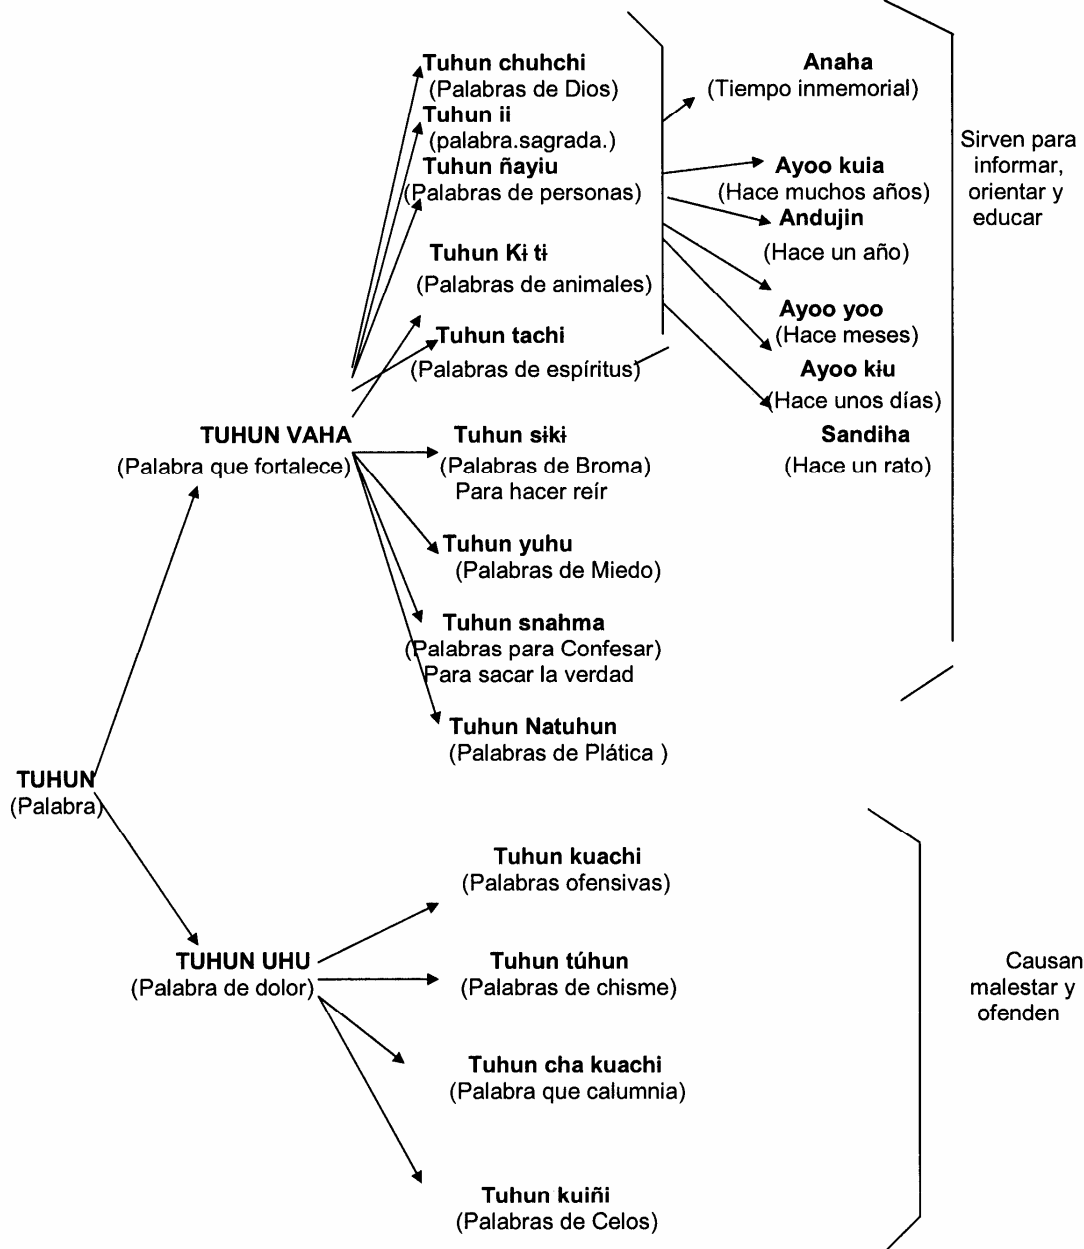 Tuhun chuhchi
(Palabras de Dios)
Tuhun ii
(palabra.sagrada.)
Tuhun ñayiu
(Palabras de personas)
Tuhun Kɨ tɨ
(Palabras de animales)
Tuhun tachi
(Palabras de espíritus)
Anaha
(Tiempo inmemorial)
Ayoo kuia
(Hace muchos años)
Andujin
(Hace un año)
Ayoo yoo
(Hace meses)
Ayoo kɨu
(Hace unos días)
Sandiha
(Hace un rato)
Sirven para
informar,
orientar y
educar
TUHUN VAHA
(Palabra que fortalece)
Tuhun sɨkɨ
(Palabras de Broma)
Para hacer reír
Tuhun yuhu
(Palabras de Miedo)
Tuhun snahma
(Palabras para Confesar)
Para sacar la verdad
Tuhun Natuhun
(Palabras de Plática )
TUHUN
(Palabra)
Tuhun kuachi
(Palabras ofensivas)
TUHUN UHU
(Palabra de dolor)
Tuhun túhun
(Palabras de chisme)
Tuhun cha kuachi
(Palabra que calumnia)
Tuhun kuiñi
(Palabras de Celos)
Causan
malestar y
ofenden